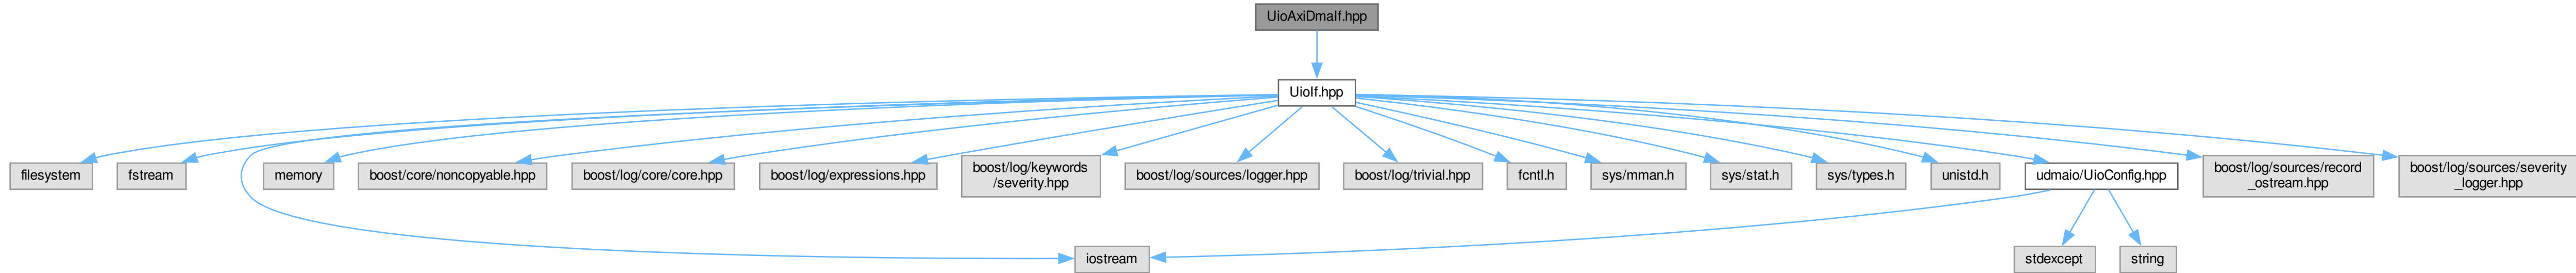 UioAxiDmaIf.hpp
UioIf.hpp
filesystem
fstream
memory
boost/core/noncopyable.hpp
boost/log/core/core.hpp
boost/log/expressions.hpp
boost/log/keywords
/severity.hpp
boost/log/sources/logger.hpp
boost/log/trivial.hpp
fcntl.h
sys/mman.h
sys/stat.h
sys/types.h
unistd.h
udmaio/UioConfig.hpp
boost/log/sources/record
_ostream.hpp
boost/log/sources/severity
_logger.hpp
iostream
stdexcept
string